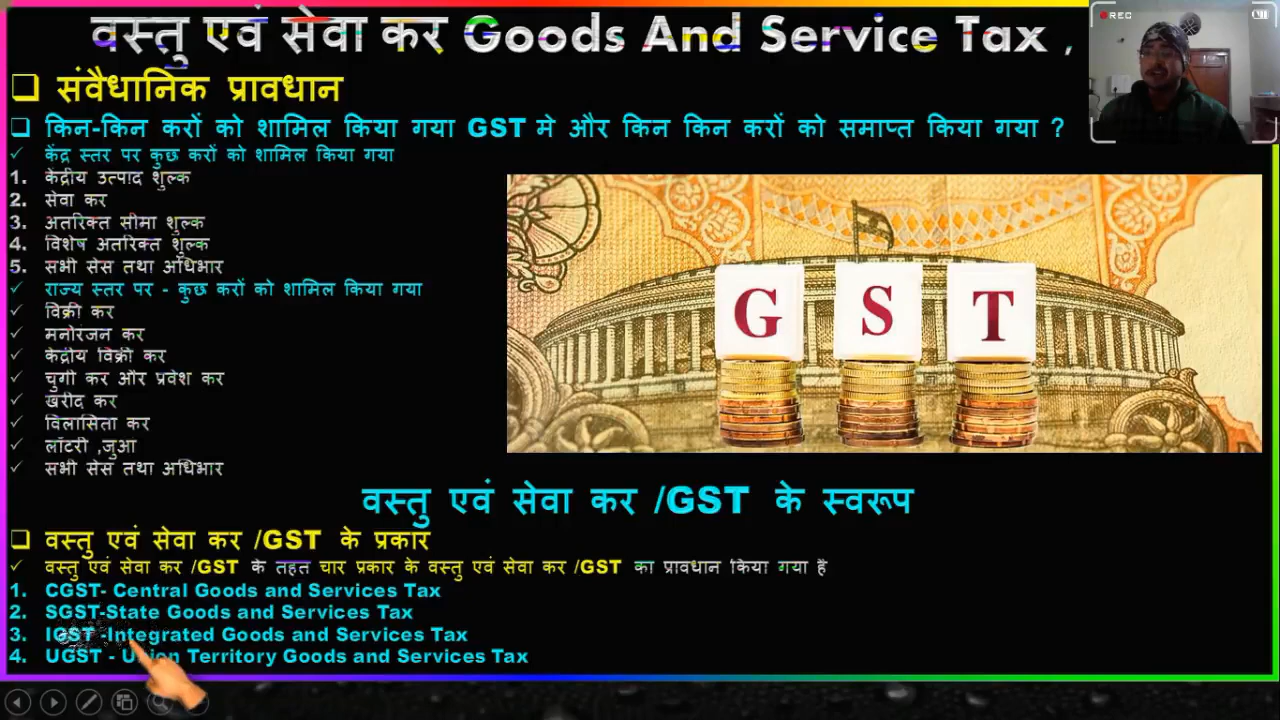 वस्तु एवं सेवा कर Goods And Service Tax ,
REC
संवैधानिक प्रावधान
किन-किन करों को शामिल किया गया GST मे और किन किन करों को समाप्त किया गया ?
केंद्र स्तर पर कुछ करों को शामिल किया गया
1. केंद्रीय उत्पाद शुल्क
2. सेवा कर
3. अतरिक्त सीमा शुल्क
4. विशेष अतरिक्त शुल्क
5. सभी सेस तथा अधिभार
राज्य स्तर पर - कुछ करों को शामिल किया गया
विक्री कर
मनोरंजन कर
केंद्रीय विक्री कर
चुंगी कर और प्रवेश कर
खरीद कर
विलासिता कर
लॉटरी ,जुआ
सभी सेस तथा अधिभार
G S T
वस्तु एवं सेवा कर /GST के स्वरूप
वस्तु एवं सेवा कर /GST के प्रकार
वस्तु एवं सेवा कर /GST के तहत चार प्रकार के वस्तु एवं सेवा कर /GST का प्रावधान किया गया है
1. CGST- Central Goods and Services Tax
2. SGST-State Goods and Services Tax
3. IGST -Integrated Goods and Services Tax
4. UGST - Union Territory Goods and Services Tax